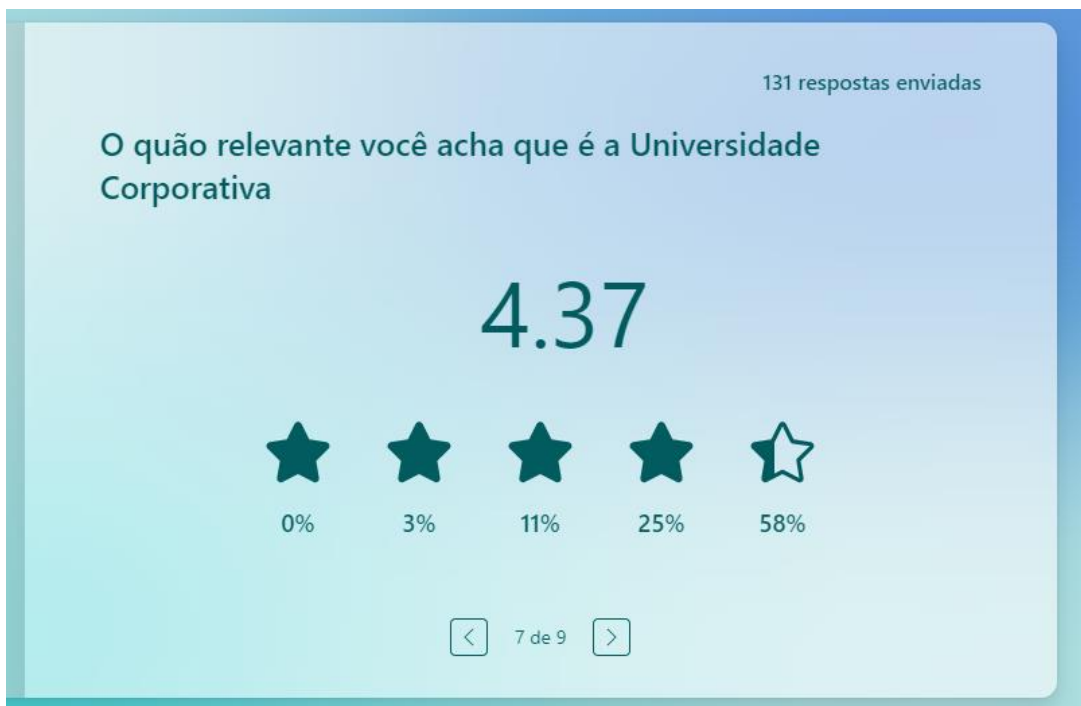 131 respostas enviadas
O quão relevante você acha que é a Universidade
Corporativa
4.37
0% 3% 11% 25% 58%
7 de 9